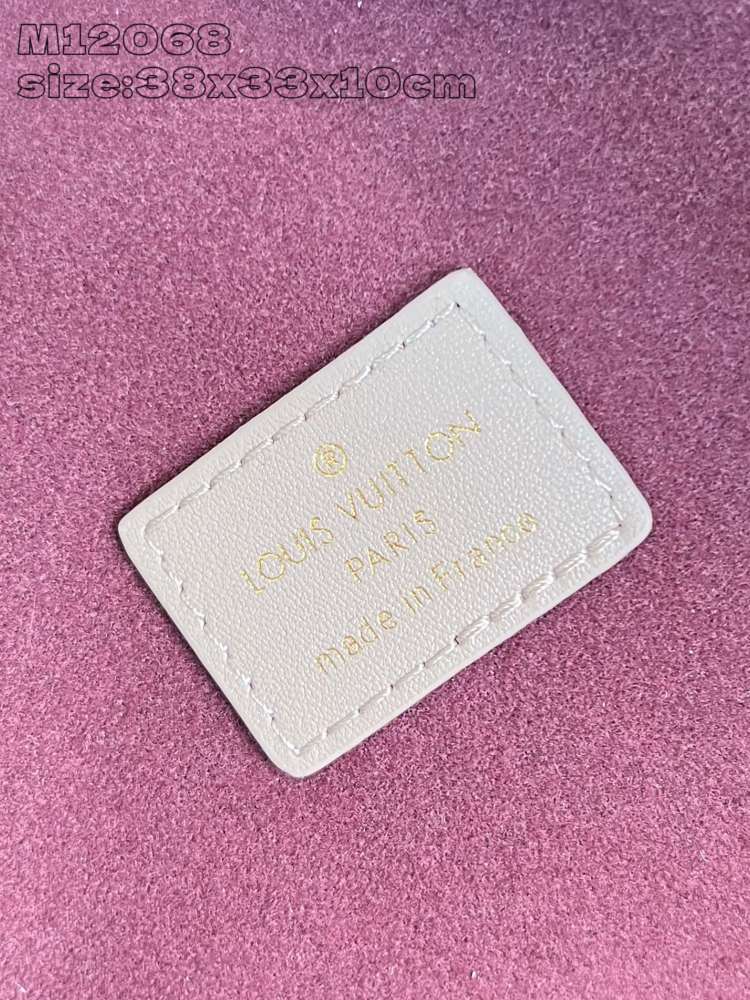 M12068
size:38x33x10cm
®
LOUIS VUITTON
PARIS
made in France